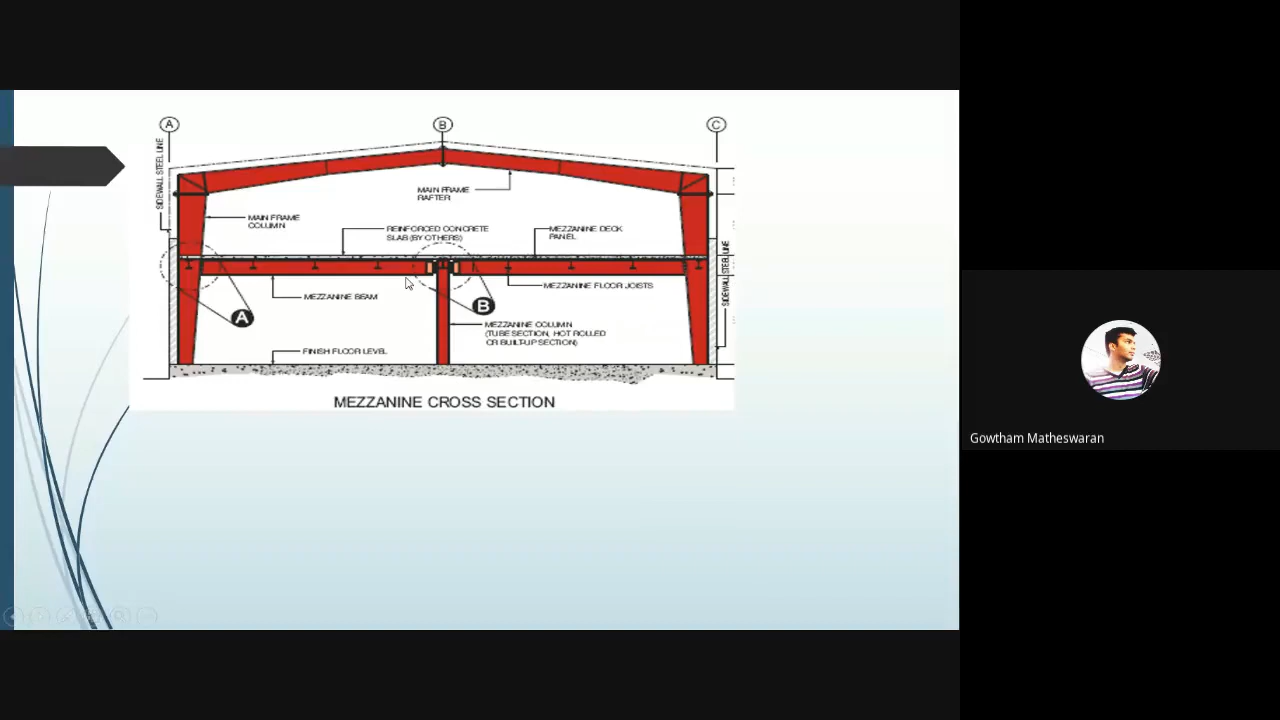 A
B
C
SIDEWALL STEEL LINE
MAIN FRAME
RAFTER
MAIN FRAME
COLUMN
REINFORCED CONCRETE
SLAB (BY OTHERS)
MEZZANINE DECK
PANEL
SIDEWALL STEEL LINE
MEZZANINE BEAM
MEZZANINE FLOOR JOISTS
A
B
MEZZANINE COLUMN
(TUBE SECTION, HOT ROLLED
OR BUILT-UP SECTION)
FINISH FLOOR LEVEL
MEZZANINE CROSS SECTION
Gowtham Matheswaran